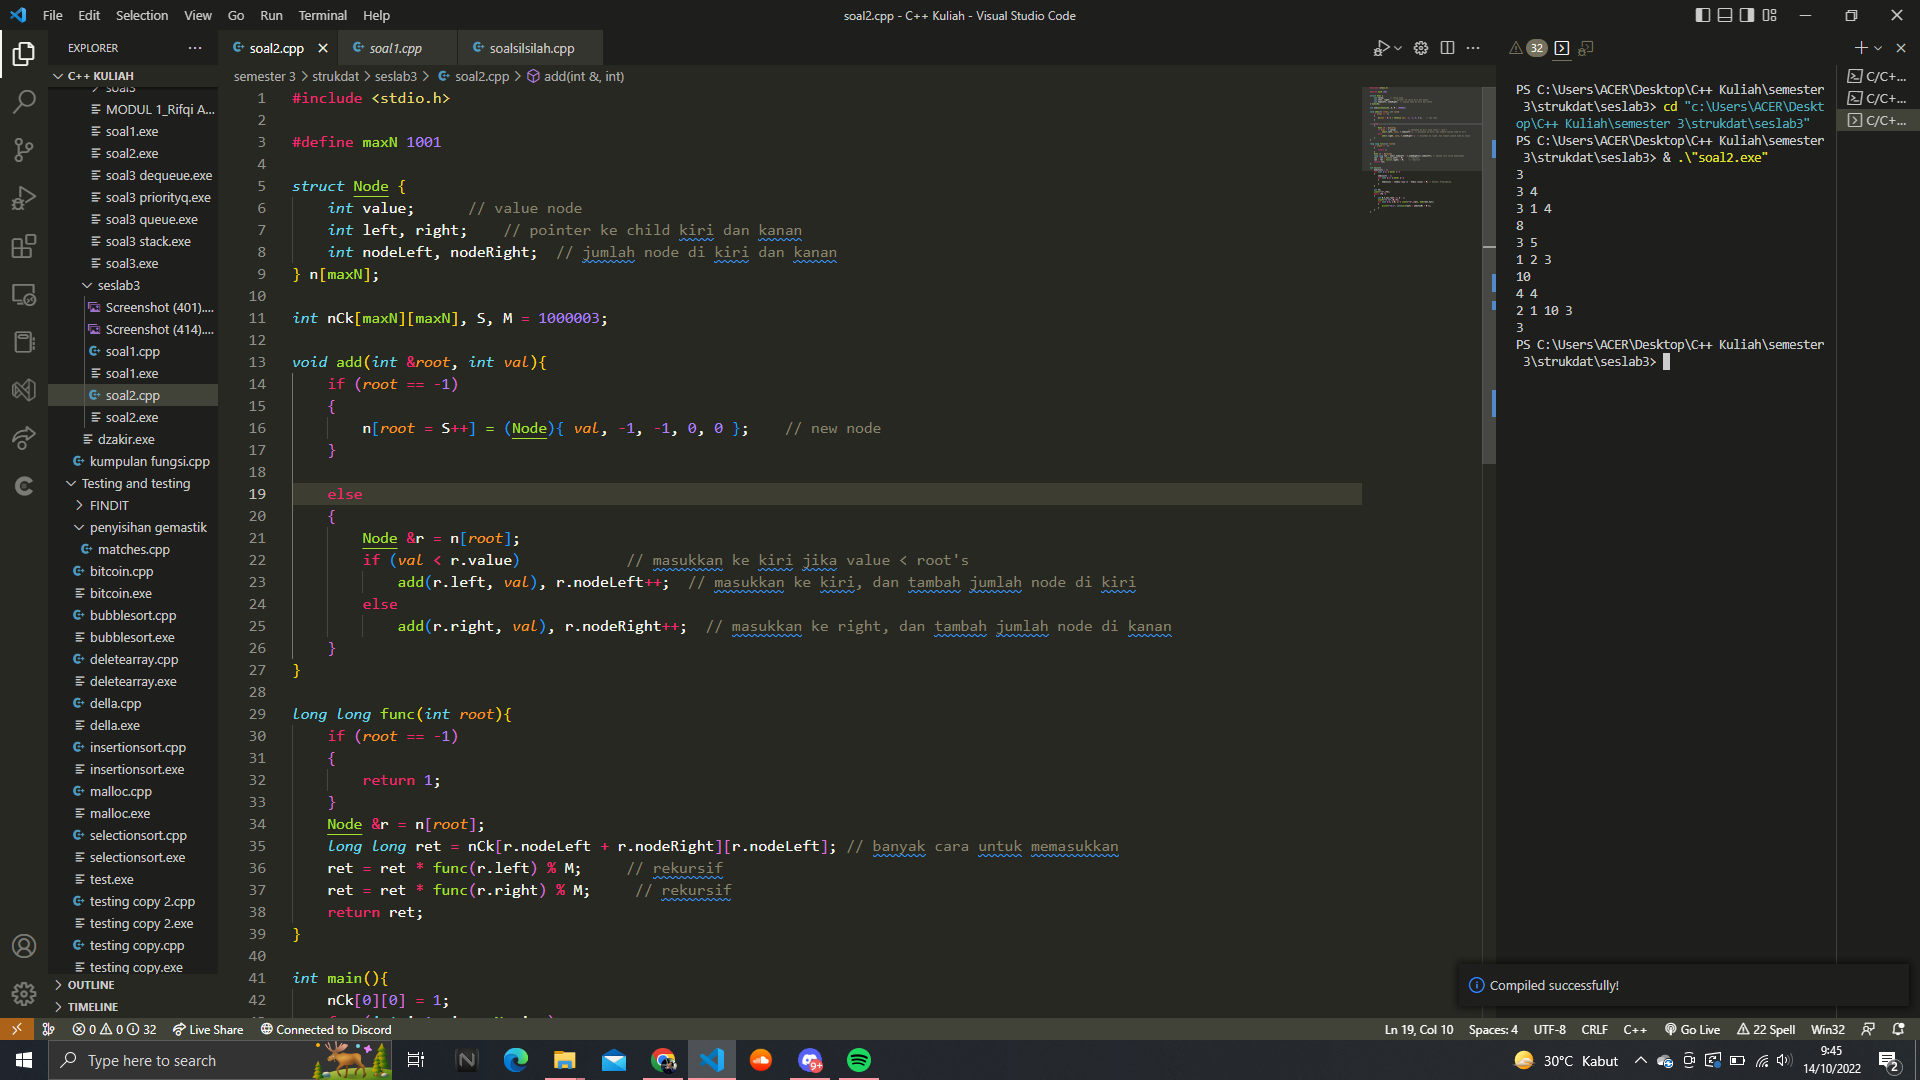 File Edit Selection View Go Run Terminal Help
soal2.cpp - C++ Kuliah - Visual Studio Code
EXPLORER
C++ KULIAH
soal3
MODUL 1_Rifqi A...
soal1.exe
soal2.exe
soal3 dequeue.exe
soal3 priorityq.exe
soal3 queue.exe
soal3 stack.exe
soal3.exe
seslab3
Screenshot (401)....
Screenshot (414)....
soal1.cpp
soal1.exe
soal2.cpp
soal2.exe
dzakir.exe
kumpulan fungsi.cpp
Testing and testing
FINDIT
penyisihan gemastik
matches.cpp
bitcoin.cpp
bitcoin.exe
bubblesort.cpp
bubblesort.exe
deletearray.cpp
deletearray.exe
della.cpp
della.exe
insertionsort.cpp
insertionsort.exe
malloc.cpp
malloc.exe
selectionsort.cpp
selectionsort.exe
test.exe
testing copy 2.cpp
testing copy 2.exe
testing copy.cpp
testing copy.exe
OUTLINE
TIMELINE
soal2.cpp soal1.cpp soalsilsilah.cpp
semester 3 > strukdat > seslab3 > soal2.cpp > add(int &, int)
1 #include <stdio.h>
2
3 #define maxN 1001
4
5 struct Node {
6 int value; // value node
7 int left, right; // pointer ke child kiri dan kanan
8 int nodeLeft, nodeRight; // jumlah node di kiri dan kanan
9 } n[maxN];
10
11 int nCk[maxN][maxN], S, M = 1000003;
12
13 void add(int &root, int val){
14 if (root == -1)
15 {
16 n[root = S++] = (Node){ val, -1, -1, 0, 0 }; // new node
17 }
18
19 else
20 {
21 Node &r = n[root];
22 if (val < r.value) // masukkan ke kiri jika value < root's
23 add(r.left, val), r.nodeLeft++; // masukkan ke kiri, dan tambah jumlah node di kiri
24 else
25 add(r.right, val), r.nodeRight++; // masukkan ke right, dan tambah jumlah node di kanan
26 }
27 }
28
29 long long func(int root){
30 if (root == -1)
31 {
32 return 1;
33 }
34 Node &r = n[root];
35 long long ret = nCk[r.nodeLeft + r.nodeRight][r.nodeLeft]; // banyak cara untuk memasukkan
36 ret = ret * func(r.left) % M; // rekursif
37 ret = ret * func(r.right) % M; // rekursif
38 return ret;
39 }
40
41 int main(){
42 nCk[0][0] = 1;
32
C/C+...
C/C+...
C/C+...
PS C:\Users\ACER\Desktop\C++ Kuliah\semester
3\strukdat\seslab3> cd "c:\Users\ACER\Deskt
op\C++ Kuliah\semester 3\strukdat\seslab3"
PS C:\Users\ACER\Desktop\C++ Kuliah\semester
3\strukdat\seslab3> & .\"soal2.exe"
3
3 4
3 1 4
8
3 5
1 2 3
10
4 4
2 1 10 3
3
PS C:\Users\ACER\Desktop\C++ Kuliah\semester
3\strukdat\seslab3>
Compiled successfully!
0 0 32 Live Share Connected to Discord
Ln 19, Col 10 Spaces: 4 UTF-8 CRLF C++ Go Live 22 Spell Win32
Type here to search
9+
30°C Kabut
9:45
14/10/2022
2